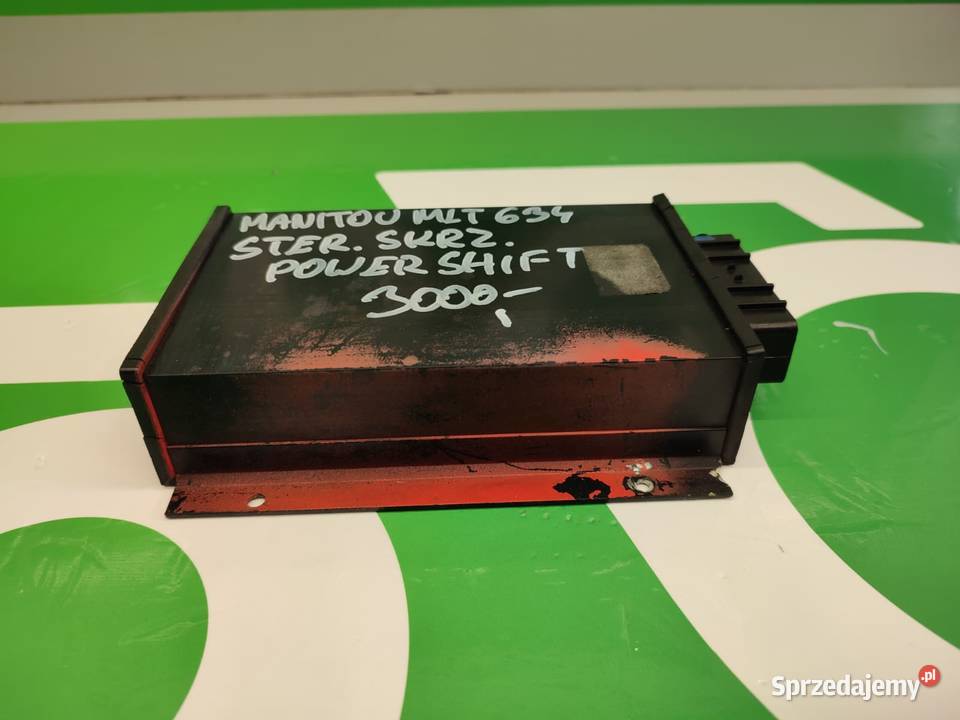 MANITOU MLT 634
STER. SKRZ.
POWER SHIFT
3000,-
Sprzedajemy.pl